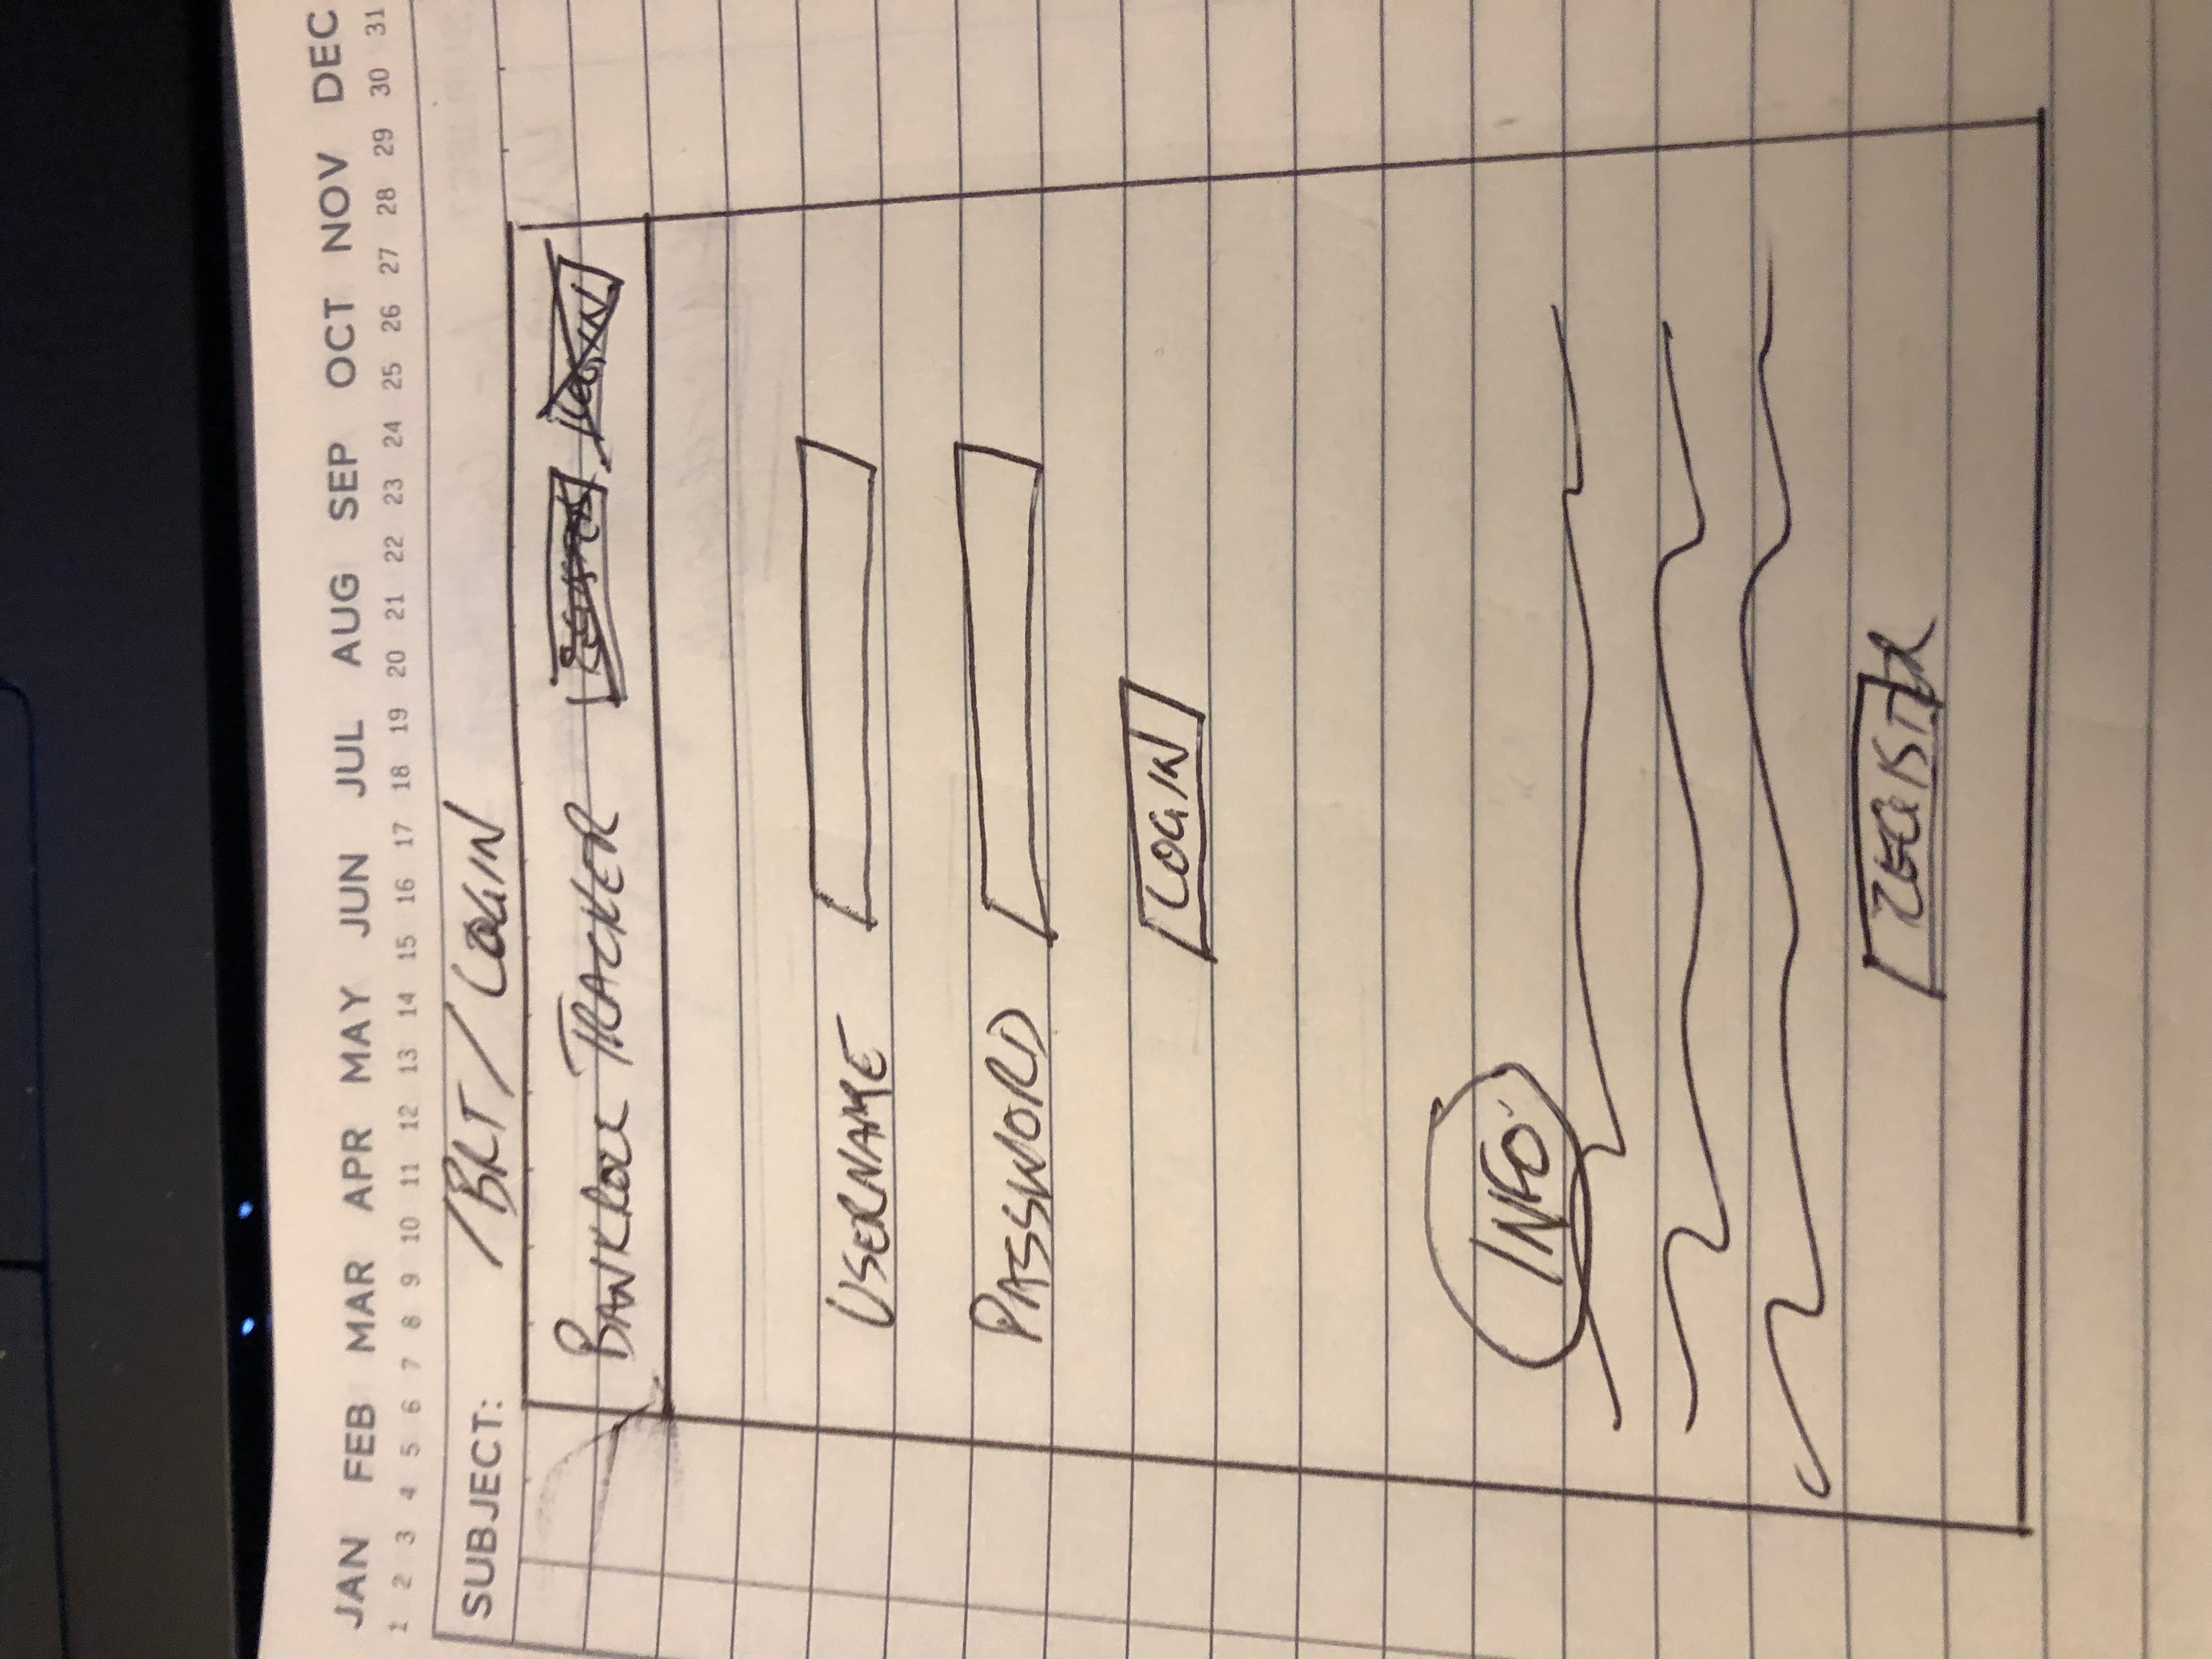 JAN FEB MAR APR MAY JUN JUL AUG SEP OCT NOV DEC
1 2 3 4 5 6 7 8 9 10 11 12 13 14 15 16 17 18 19 20 21 22 23 24 25 26 27 28 29 30 31
SUBJECT: /BRT/LOGIN
BANKROLL TRACKER REGISTER LOGIN
USERNAME
PASSWORD
LOGIN
INFO
REGISTER